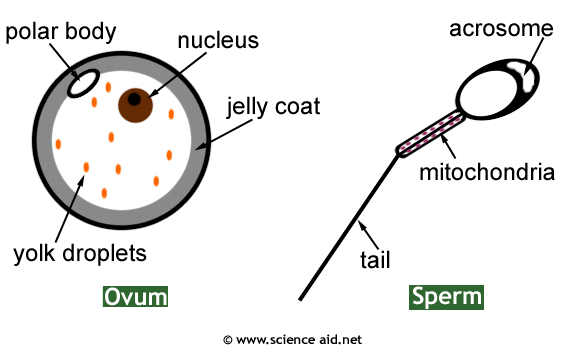 polar body
nucleus
jelly coat
yolk droplets
Ovum
acrosome
mitochondria
tail
Sperm
© www.science aid.net